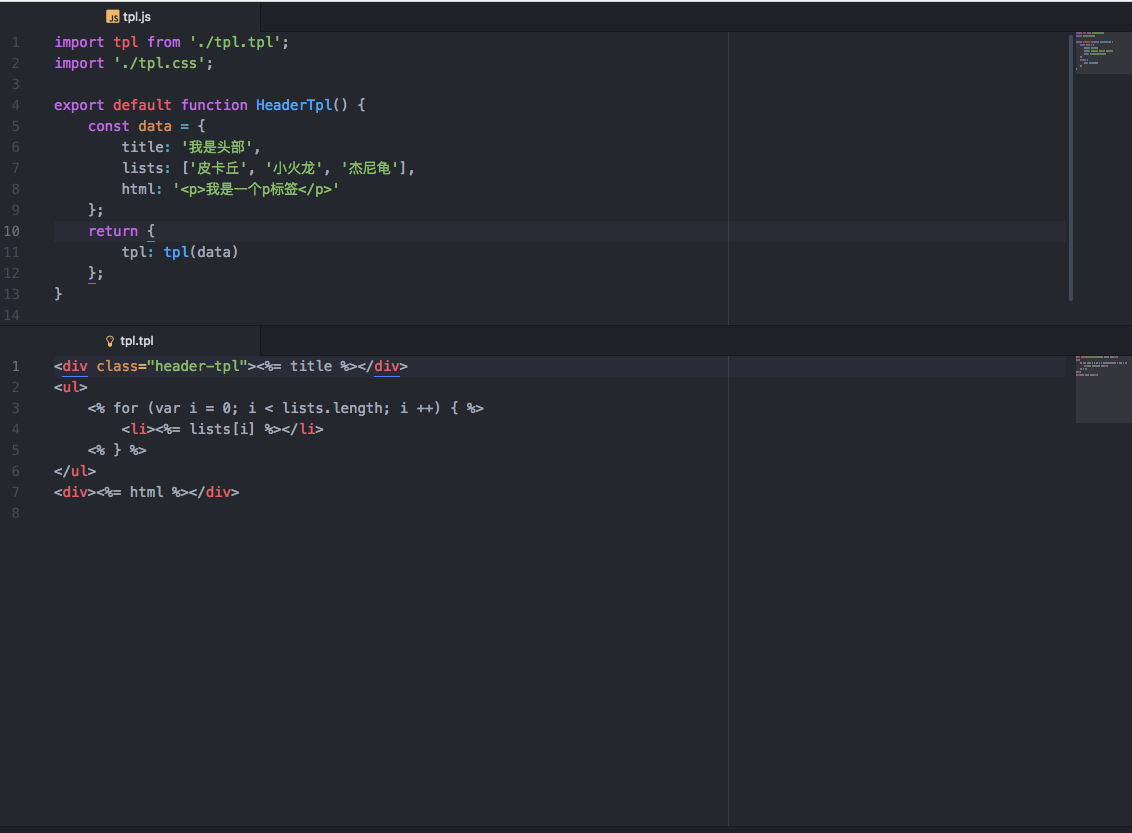 tpl.js
1 import tpl from './tpl.tpl';
2 import './tpl.css';
3
4 export default function HeaderTpl() {
5     const data = {
6         title: '我是头部',
7         lists: ['皮卡丘', '小火龙', '杰尼龟'],
8         html: '<p>我是一个p标签</p>'
9     };
10     return {
11         tpl: tpl(data)
12     };
13 }
14
tpl.tpl
1 <div class="header-tpl"><%= title %></div>
2 <ul>
3     <% for (var i = 0; i < lists.length; i ++) { %>
4         <li><%= lists[i] %></li>
5     <% } %>
6 </ul>
7 <div><%= html %></div>
8